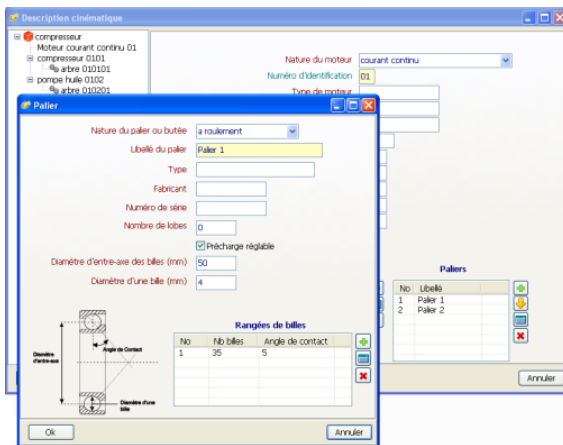 Description cinématique
compresseur
Moteur courant continu 01
compresseur 0101
arbre 010101
pompe huile 0102
arbre 010201
Nature du moteur courant continu
Numéro d'identification 01
Type de moteur
Palier
Nature du palier ou butée a roulement
Libellé du palier Palier 1
Type
Fabricant
Numéro de série
Nombre de lobes 0
Précharge réglable
Diamètre d'entre-axe des billes (mm) 50
Diamètre d'une bille (mm) 4
Diamètre
d'entre-axe
Angle de Contact
Diamètre d'une
bille
Rangées de billes
No Nb billes Angle de contact
1 35 5
Ok
Annuler
Paliers
No Libellé
1 Palier 1
2 Palier 2
Annuler